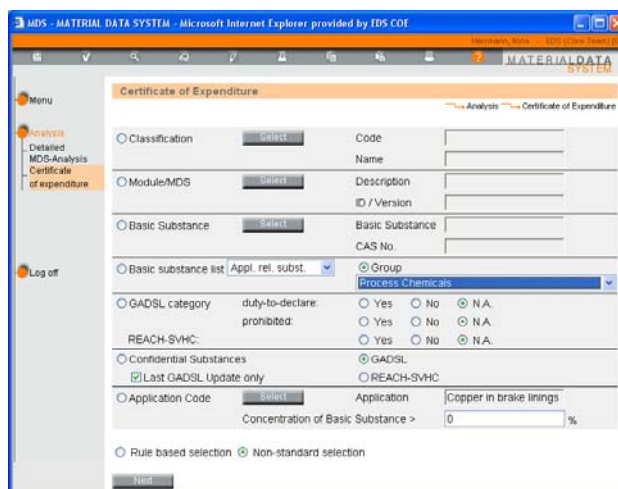 MDS - MATERIAL DATA SYSTEM - Microsoft Internet Explorer provided by EDS COE
MATERIALDATA
SYSTEM
Menu
Analysis
Detailed
MDS-Analysis
Certificate
of expenditure
Log off
Certificate of Expenditure
Analysis Certificate of Expenditure
Classification Select Code
Name
Module/MDS Select Description
ID / Version
Basic Substance Select Basic Substance
CAS No.
Basic substance list Appl. rel. subst. Group
Process Chemicals
GADSL category duty-to-declare: Yes No N.A.
prohibited: Yes No N.A.
REACH-SVHC: Yes No N.A.
Confidential Substances GADSL
Last GADSL Update only REACH-SVHC
Application Code Select Application Copper in brake linings
Concentration of Basic Substance > 0 %
Rule based selection Non-standard selection
Next